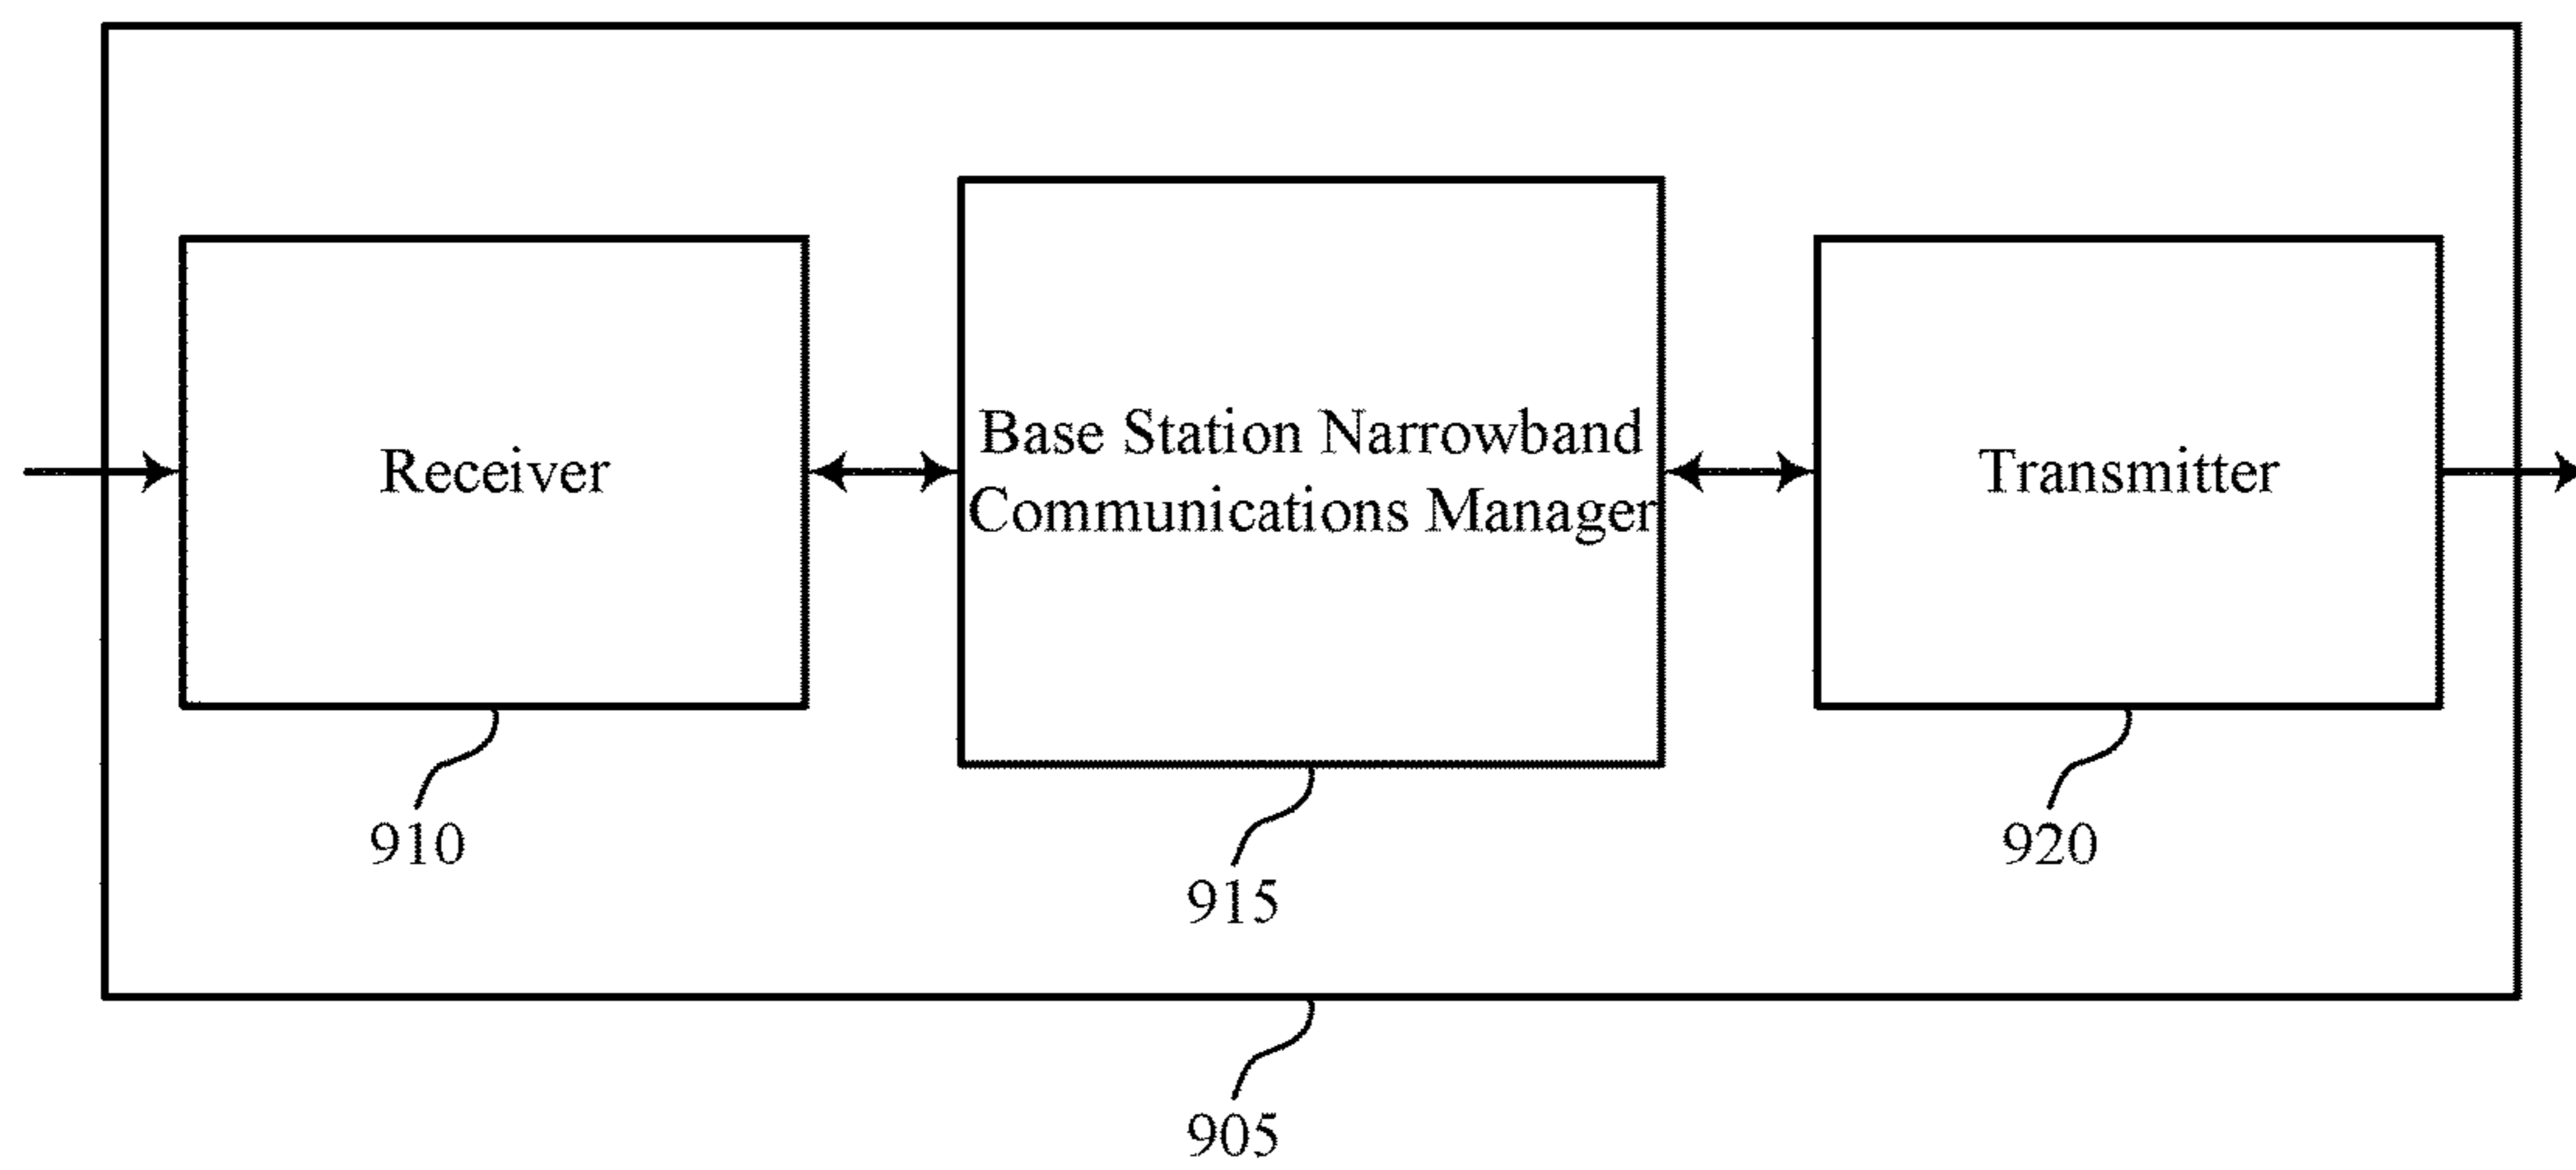 Receiver
Base Station Narrowband
Communications Manager
Transmitter
910
915
920
905